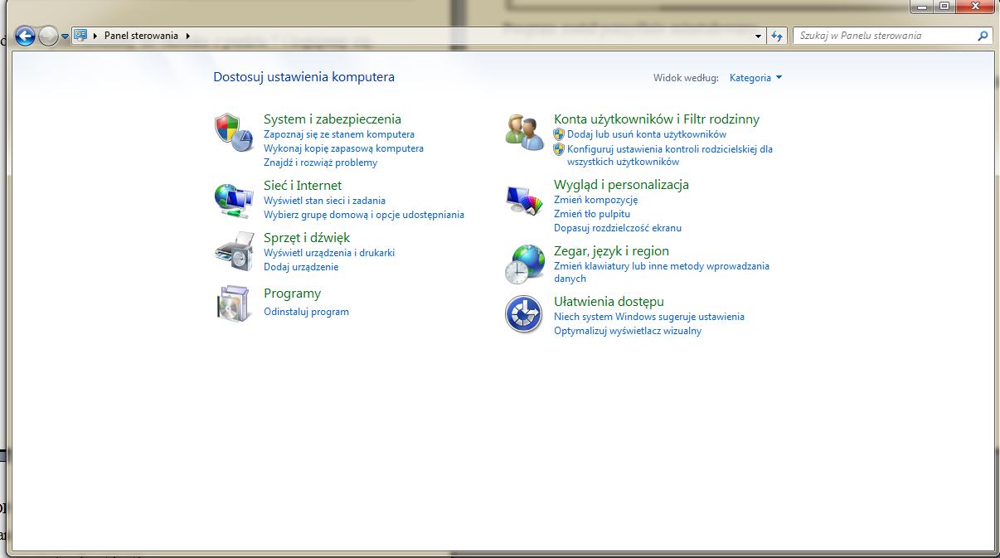 Panel sterowania
Szukaj w Panelu sterowania
Dostosuj ustawienia komputera
Widok według: Kategoria
System i zabezpieczenia
Zapoznaj się ze stanem komputera
Wykonaj kopię zapasową komputera
Znajdź i rozwiąż problemy
Sieć i Internet
Wyświetl stan sieci i zadania
Wybierz grupę domową i opcje udostępniania
Sprzęt i dźwięk
Wyświetl urządzenia i drukarki
Dodaj urządzenie
Programy
Odinstaluj program
Konta użytkowników i Filtr rodzinny
Dodaj lub usuń konta użytkowników
Konfiguruj ustawienia kontroli rodzicielskiej dla
wszystkich użytkowników
Wygląd i personalizacja
Zmień kompozycję
Zmień tło pulpitu
Dopasuj rozdzielczość ekranu
Zegar, język i region
Zmień klawiatury lub inne metody wprowadzania
danych
Ułatwienia dostępu
Niech system Windows sugeruje ustawienia
Optymalizuj wyświetlacz wizualny